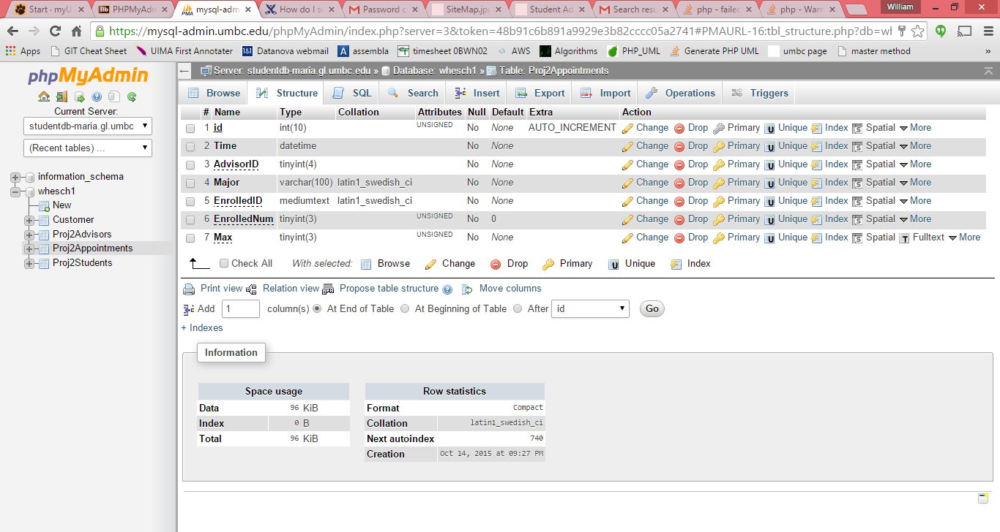 Start · myU
PHPMyAdm
mysql-adm
How do I se
Password c
SiteMap.jpg
Student Ad
Search resu
php - failed
php - Warn
William
https://mysql-admin.umbc.edu/phpMyAdmin/index.php?server=3&token=48b91c6b891a9929e3b82cccc05a2741#PMAURL-16:tbl_structure.php?db=wh
Apps GIT Cheat Sheet UIMA First Annotater Datanova webmail assembla timesheet 0BWN02 AWS Algorithms PHP_UML Generate PHP UML umbc page master method »
phpMyAdmin
Current Server:
studentdb-maria.gl.umbc
(Recent tables) ...
information_schema
whesch1
New
Customer
Proj2Advisors
Proj2Appointments
Proj2Students
Server: studentdb-maria.gl.umbc.edu » Database: whesch1 » Table: Proj2Appointments
Browse Structure SQL Search Insert Export Import Operations Triggers
# Name Type Collation Attributes Null Default Extra Action
1 id int(10) UNSIGNED No None AUTO_INCREMENT Change Drop Primary Unique Index Spatial More
2 Time datetime No None Change Drop Primary Unique Index Spatial More
3 AdvisorID tinyint(4) No None Change Drop Primary Unique Index Spatial More
4 Major varchar(100) latin1_swedish_ci No None Change Drop Primary Unique Index Spatial More
5 EnrolledID mediumtext latin1_swedish_ci No None Change Drop Primary Unique Index Spatial More
6 EnrolledNum tinyint(3) UNSIGNED No 0 Change Drop Primary Unique Index Spatial More
7 Max tinyint(3) UNSIGNED No None Change Drop Primary Unique Index Spatial Fulltext More
Check All With selected: Browse Change Drop Primary Unique Index
Print view Relation view Propose table structure Move columns
Add 1 column(s) At End of Table At Beginning of Table After id Go
+ Indexes
Information
Space usage
Data 96 KiB
Index 0 B
Total 96 KiB
Row statistics
Format Compact
Collation latin1_swedish_ci
Next autoindex 740
Creation Oct 14, 2015 at 09:27 PM